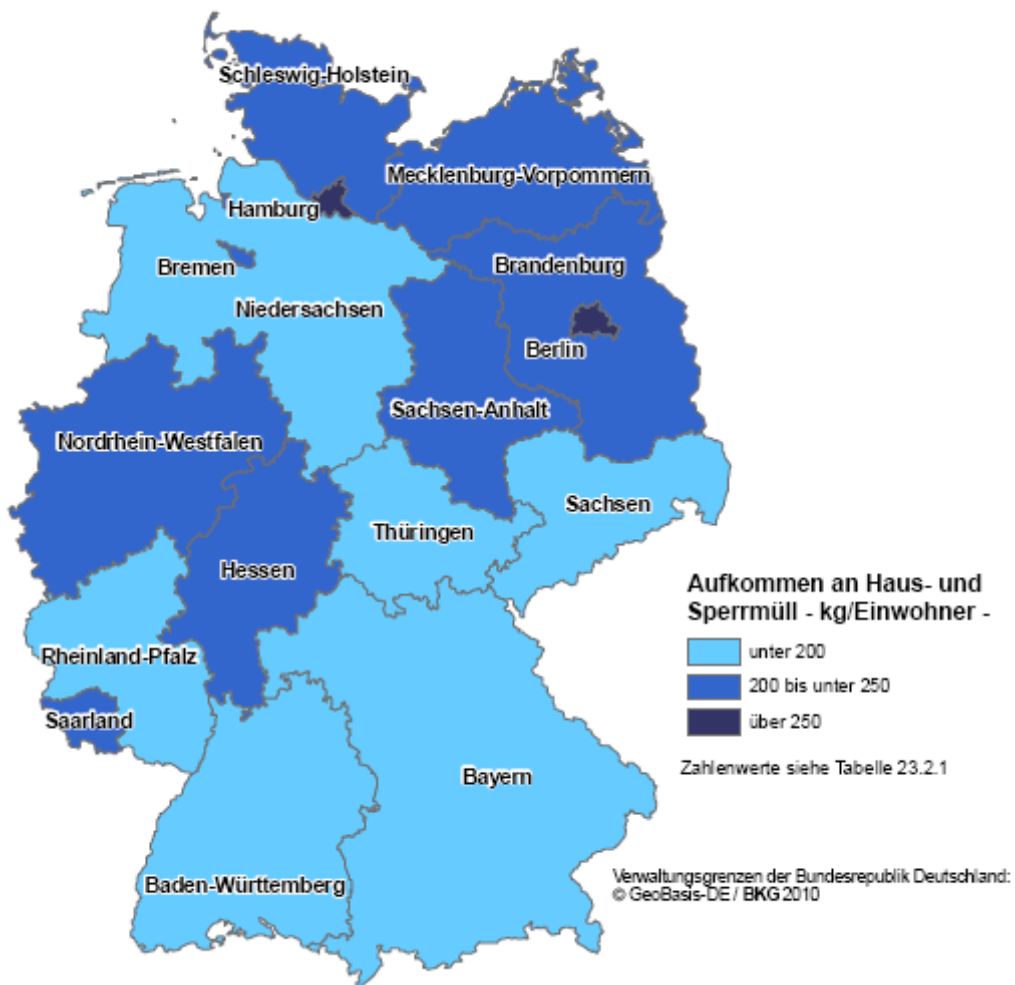 Schleswig-Holstein
Mecklenburg-Vorpommern
Hamburg
Bremen
Brandenburg
Niedersachsen
Berlin
Sachsen-Anhalt
Nordrhein-Westfalen
Sachsen
Thüringen
Hessen
Rheinland-Pfalz
Saarland
Bayern
Baden-Württemberg
Aufkommen an Haus- und
Sperrmüll - kg/Einwohner -
unter 200
200 bis unter 250
über 250
Zahlenwerte siehe Tabelle 23.2.1
Verwaltungsgrenzen der Bundesrepublik Deutschland:
© GeoBasis-DE / BKG 2010